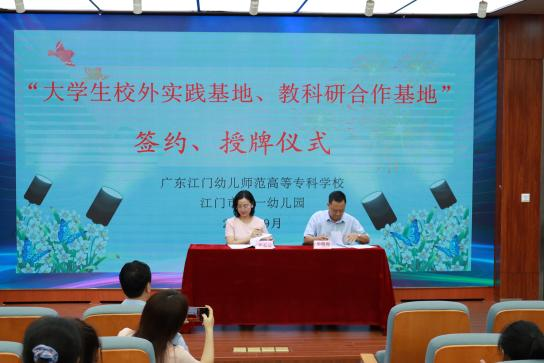 “大学生校外实践基地、教科研合作基地”
签约、授牌仪式
广东江门幼儿师范高等专科学校
江门市 一幼儿园
2 9月